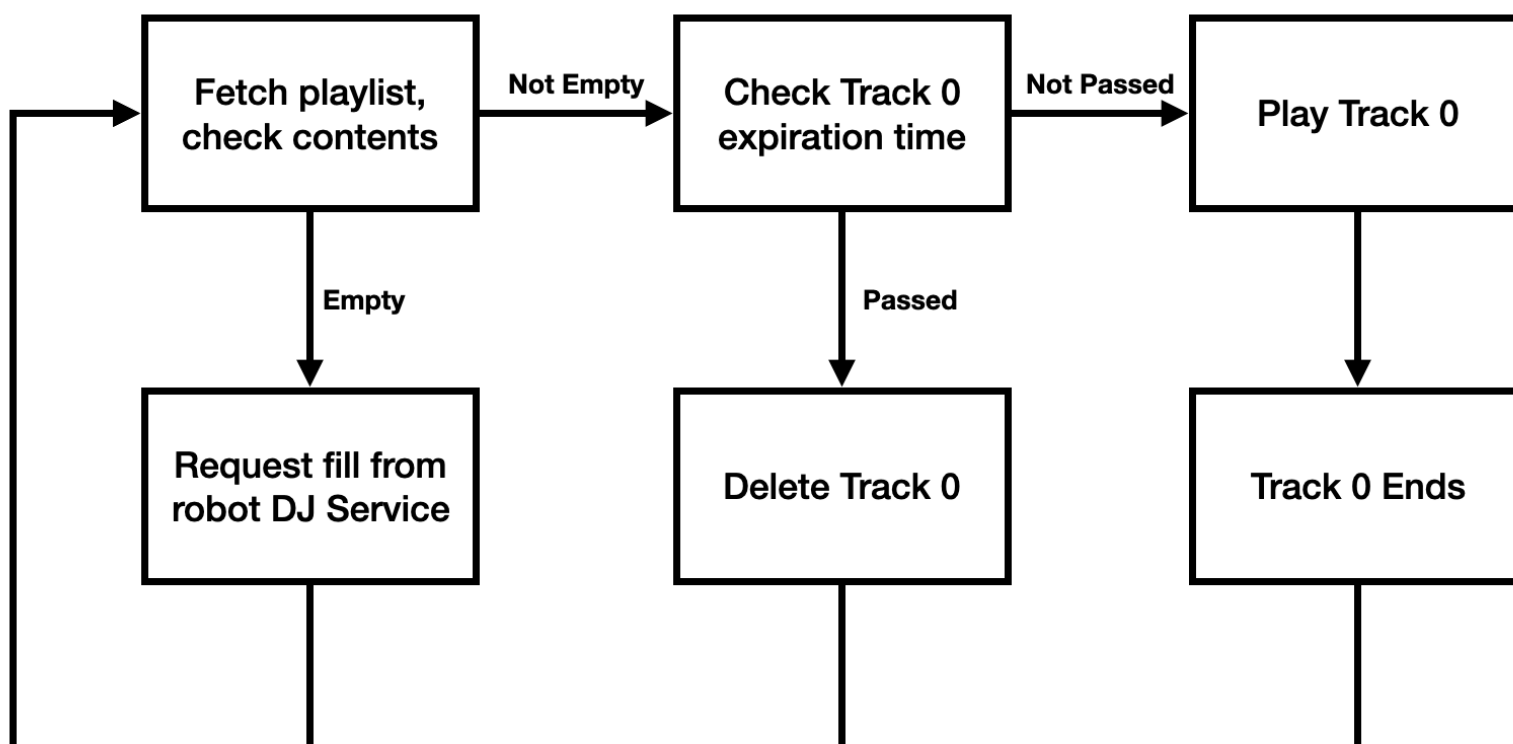 Fetch playlist,
check contents
Not Empty
Check Track 0
expiration time
Not Passed
Play Track 0
Empty
Passed
Request fill from
robot DJ Service
Delete Track 0
Track 0 Ends